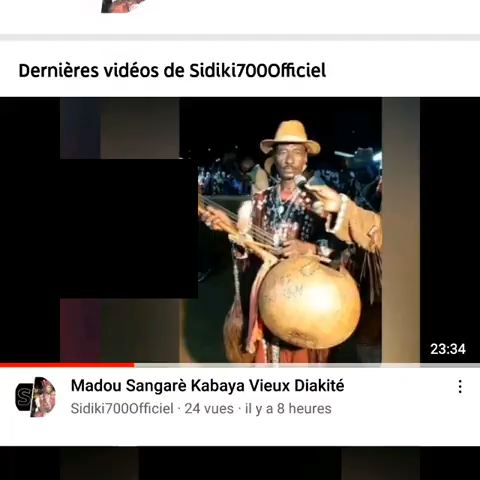 Dernières vidéos de Sidiki700Officiel
23:34
Madou Sangarè Kabaya Vieux Diakité
Sidiki700Officiel · 24 vues · il y a 8 heures